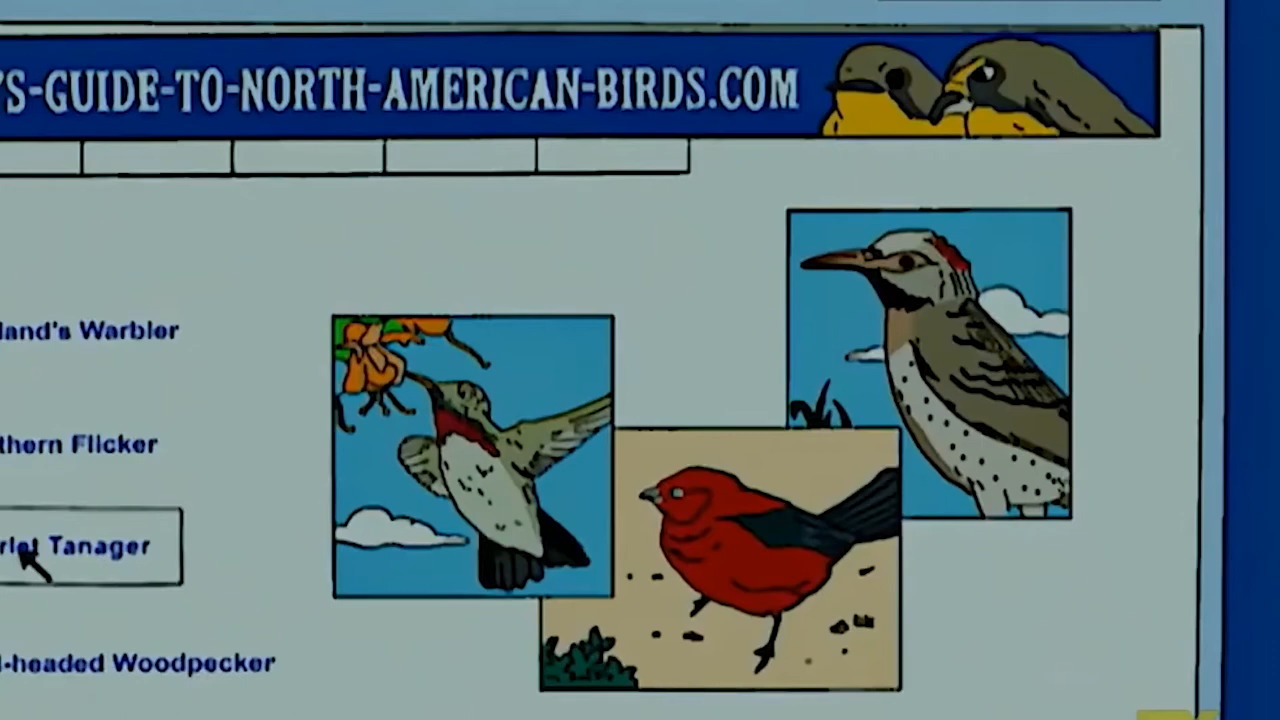 'S-GUIDE-TO-NORTH-AMERICAN-BIRDS.COM
land's Warbler
thern Flicker
rlet Tanager
-headed Woodpecker